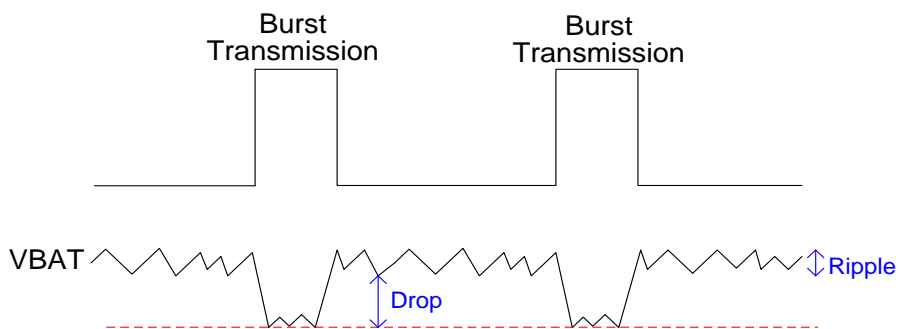 Burst
Transmission
Burst
Transmission
VBAT
Drop
Ripple